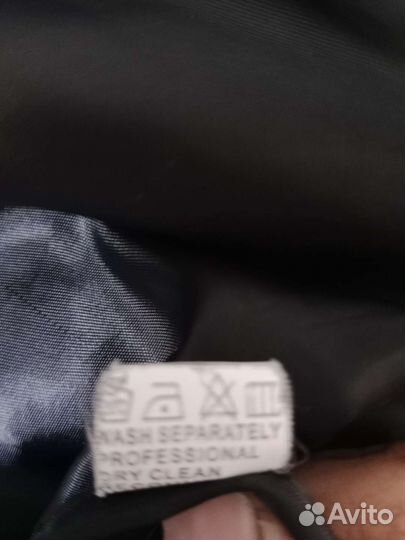 WASH SEPARATELY
PROFESSIONAL
DRY CLEAN
Avito